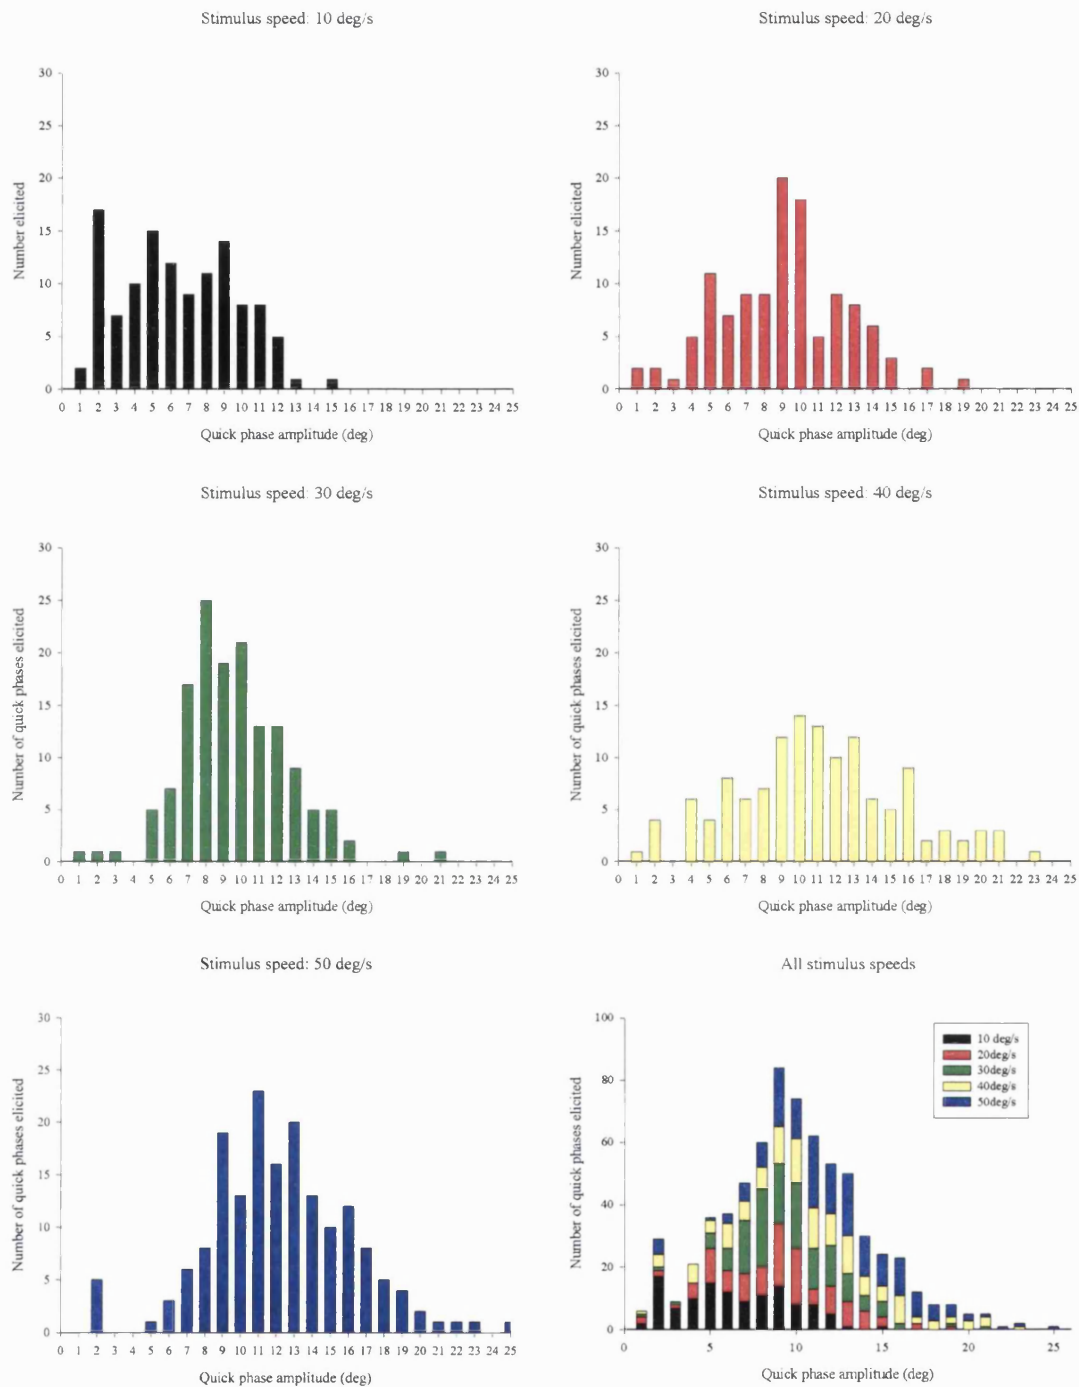 Stimulus speed: 10 deg/s
30
25
20
15
10
5
0
Number elicited
0 1 2 3 4 5 6 7 8 9 10 11 12 13 14 15 16 17 18 19 20 21 22 23 24 25
Quick phase amplitude (deg)
Stimulus speed: 20 deg/s
30
25
20
15
10
5
0
Number elicited
0 1 2 3 4 5 6 7 8 9 10 11 12 13 14 15 16 17 18 19 20 21 22 23 24 25
Quick phase amplitude (deg)
Stimulus speed: 30 deg/s
30
25
20
15
10
5
0
Number of quick phases elicited
0 1 2 3 4 5 6 7 8 9 10 11 12 13 14 15 16 17 18 19 20 21 22 23 24 25
Quick phase amplitude (deg)
Stimulus speed: 40 deg/s
30
25
20
15
10
5
0
Number of quick phases elicited
0 1 2 3 4 5 6 7 8 9 10 11 12 13 14 15 16 17 18 19 20 21 22 23 24 25
Quick phase amplitude (deg)
Stimulus speed: 50 deg/s
30
25
20
15
10
5
0
Number of quick phases elicited
0 1 2 3 4 5 6 7 8 9 10 11 12 13 14 15 16 17 18 19 20 21 22 23 24 25
Quick phase amplitude (deg)
All stimulus speeds
100
80
60
40
20
0
Number of quick phases elicited
10 deg/s
20deg/s
30deg/s
40deg/s
50deg/s
0 5 10 15 20 25
Quick phase amplitude (deg)